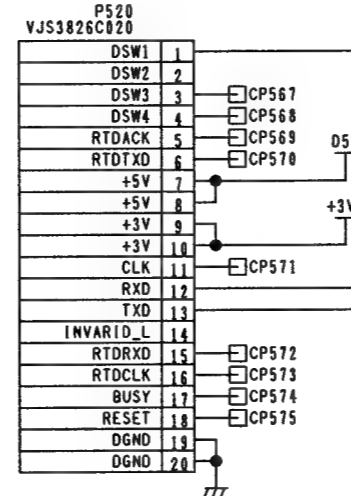 P520
VJS3826C020
DSW1 1
DSW2 2
DSW3 3 CP567
DSW4 4 CP568
RTDACK 5 CP569
RTDTXD 6 CP570
D5
+5V 7
+5V 8
+3V
+3V 9
+3V 10
CLK 11 CP571
RXD 12
TXD 13
INVARID_L 14
RTDRXD 15 CP572
RTDCLK 16 CP573
BUSY 17 CP574
RESET 18 CP575
DGND 19
DGND 20